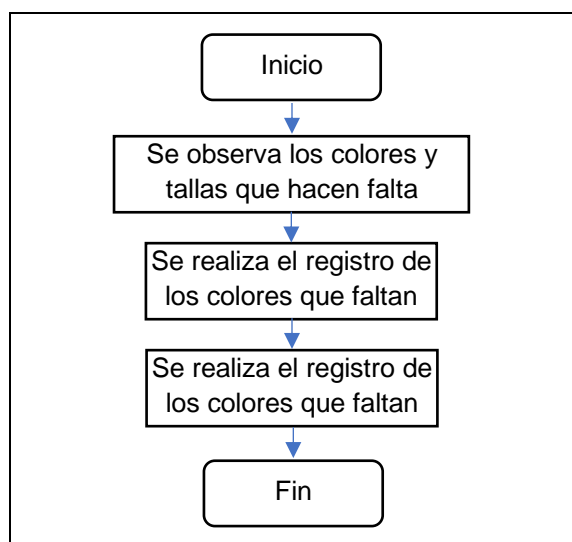 Inicio
Se observa los colores y
tallas que hacen falta
Se realiza el registro de
los colores que faltan
Se realiza el registro de
los colores que faltan
Fin